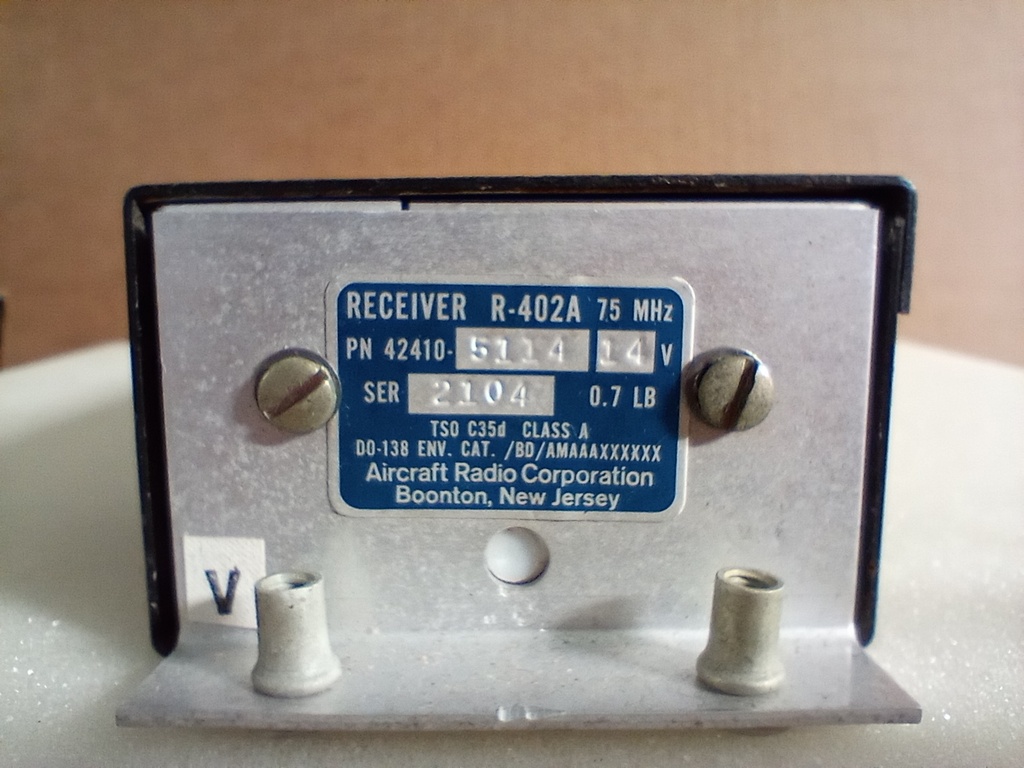 RECEIVER R-402A 75 MHz
PN 42410- 5114 14 V
SER 2104 0.7 LB
TSO C35d CLASS A
DO-138 ENV. CAT. /BD/AMAAAXXXXXX
Aircraft Radio Corporation
Boonton, New Jersey
V